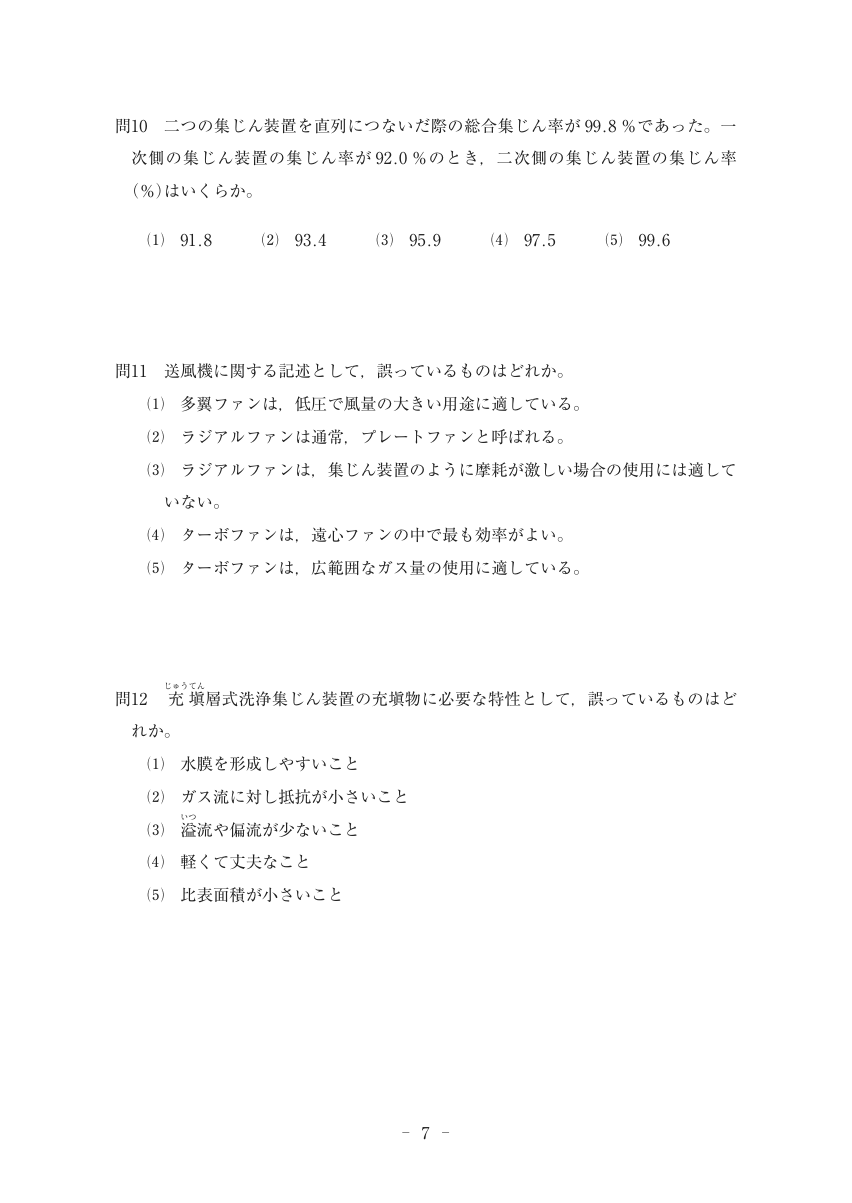 問10 二つの集じん装置を直列につないだ際の総合集じん率が 99.8 %であった。一
次側の集じん装置の集じん率が 92.0 %のとき，二次側の集じん装置の集じん率
(%)はいくらか。
⑴ 91.8 ⑵ 93.4 ⑶ 95.9 ⑷ 97.5 ⑸ 99.6
問11 送風機に関する記述として，誤っているものはどれか。
⑴ 多翼ファンは，低圧で風量の大きい用途に適している。
⑵ ラジアルファンは通常，プレートファンと呼ばれる。
⑶ ラジアルファンは，集じん装置のように摩耗が激しい場合の使用には適して
いない。
⑷ ターボファンは，遠心ファンの中で最も効率がよい。
⑸ ターボファンは，広範囲なガス量の使用に適している。
じゅうてん
問12 充塡層式洗浄集じん装置の充塡物に必要な特性として，誤っているものはど
れか。
⑴ 水膜を形成しやすいこと
⑵ ガス流に対し抵抗が小さいこと
いつ
⑶ 溢流や偏流が少ないこと
⑷ 軽くて丈夫なこと
⑸ 比表面積が小さいこと
- 7 -